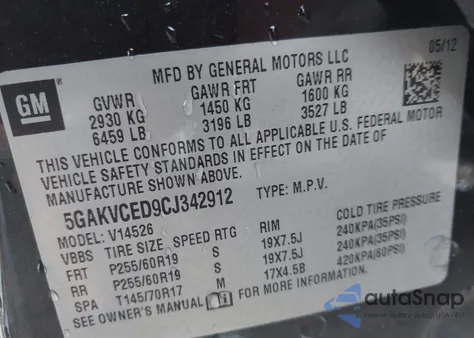 05/12
MFD BY GENERAL MOTORS LLC
GM ®
GVWR GAWR FRT GAWR RR
2930 KG 1450 KG 1600 KG
6459 LB 3196 LB 3527 LB
THIS VEHICLE CONFORMS TO ALL APPLICABLE U.S. FEDERAL MOTOR
VEHICLE SAFETY STANDARDS IN EFFECT ON THE DATE OF
MANUFACTURE SHOWN ABOVE.
5GAKVCED9CJ342912 TYPE: M.P.V.
MODEL: V14526
VBBS TIRE SIZE SPEED RTG RIM COLD TIRE PRESSURE
FRT P255/60R19 S 19X7.5J 240KPA(35PSI)
RR P255/60R19 S 19X7.5J 240KPA(35PSI)
SPA T145/70R17 M 17X4.5B 420KPA(60PSI)
SEE OWNER'S MANUAL FOR MORE INFORMATION.
autoSnap